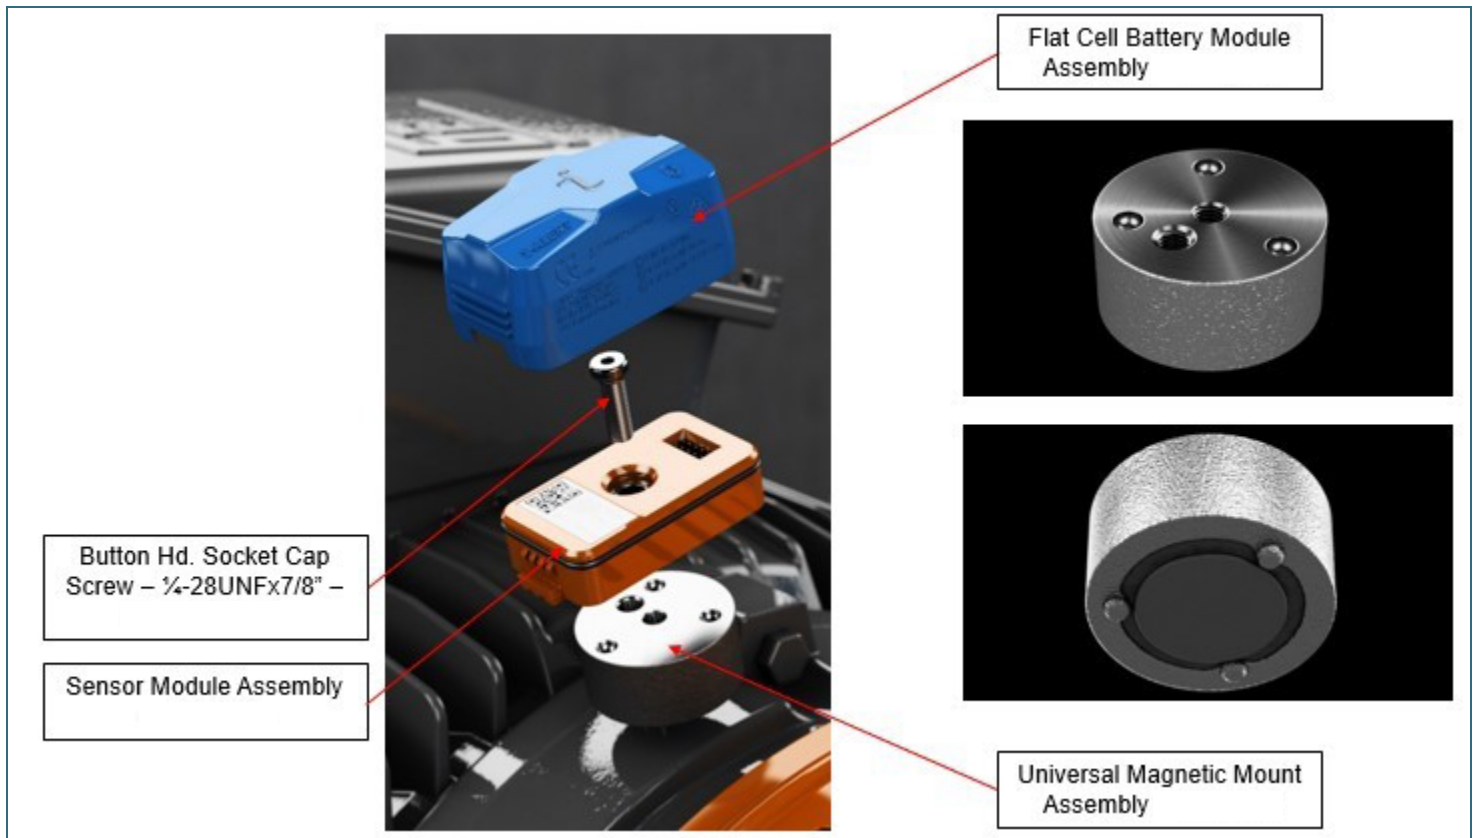 Flat Cell Battery Module
Assembly
Button Hd. Socket Cap
Screw – ¼-28UNFx7/8” –
Sensor Module Assembly
Universal Magnetic Mount
Assembly